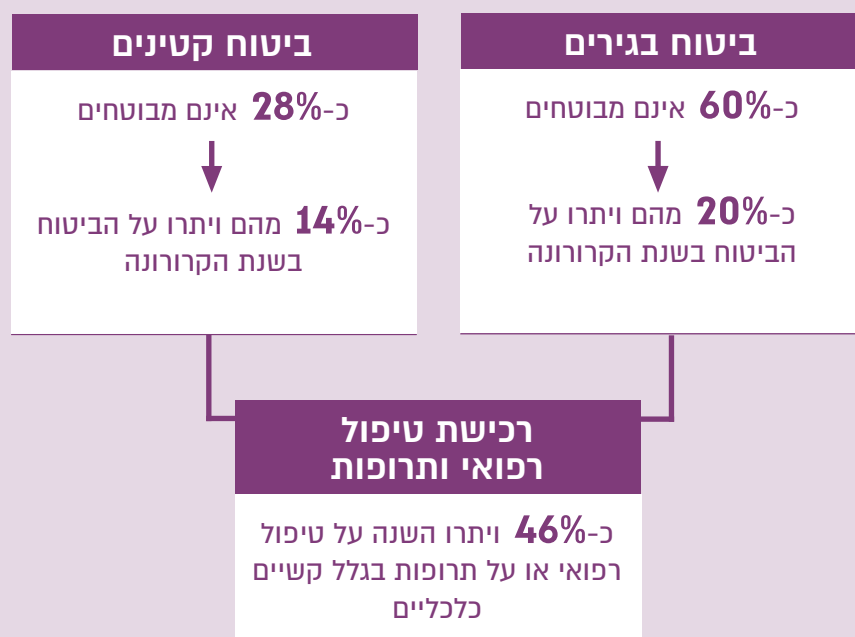 ביטוח בגירים
כ-60% אינם מבוטחים
כ-20% מהם ויתרו על
הביטוח בשנת הקרורונה
ביטוח קטינים
כ-28% אינם מבוטחים
כ-14% מהם ויתרו על הביטוח
בשנת הקרורונה
רכישת טיפול
רפואי ותרופות
כ-46% ויתרו השנה על טיפול
רפואי או על תרופות בגלל קשיים
כלכליים